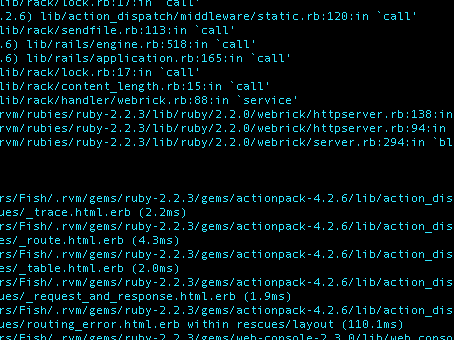 lib/rack/lock.rb:17:in `call'
.2.6) lib/action_dispatch/middleware/static.rb:120:in `call'
lib/rack/sendfile.rb:113:in `call'
.6) lib/rails/engine.rb:518:in `call'
.6) lib/rails/application.rb:165:in `call'
lib/rack/lock.rb:17:in `call'
lib/rack/content_length.rb:15:in `call'
lib/rack/handler/webrick.rb:88:in `service'
rvm/rubies/ruby-2.2.3/lib/ruby/2.2.0/webrick/httpserver.rb:138:in
rvm/rubies/ruby-2.2.3/lib/ruby/2.2.0/webrick/httpserver.rb:94:in
rvm/rubies/ruby-2.2.3/lib/ruby/2.2.0/webrick/server.rb:294:in `bl
rs/Fish/.rvm/gems/ruby-2.2.3/gems/actionpack-4.2.6/lib/action_dis
ues/_trace.html.erb (2.2ms)
rs/Fish/.rvm/gems/ruby-2.2.3/gems/actionpack-4.2.6/lib/action_dis
es/_route.html.erb (4.3ms)
rs/Fish/.rvm/gems/ruby-2.2.3/gems/actionpack-4.2.6/lib/action_dis
es/_table.html.erb (2.0ms)
rs/Fish/.rvm/gems/ruby-2.2.3/gems/actionpack-4.2.6/lib/action_dis
ues/_request_and_response.html.erb (1.9ms)
rs/Fish/.rvm/gems/ruby-2.2.3/gems/actionpack-4.2.6/lib/action_dis
ues/routing_error.html.erb within rescues/layout (110.1ms)
rs/Fish/.rvm/gems/ruby-2.2.3/gems/web-console-2.3.0/lib/web_conso